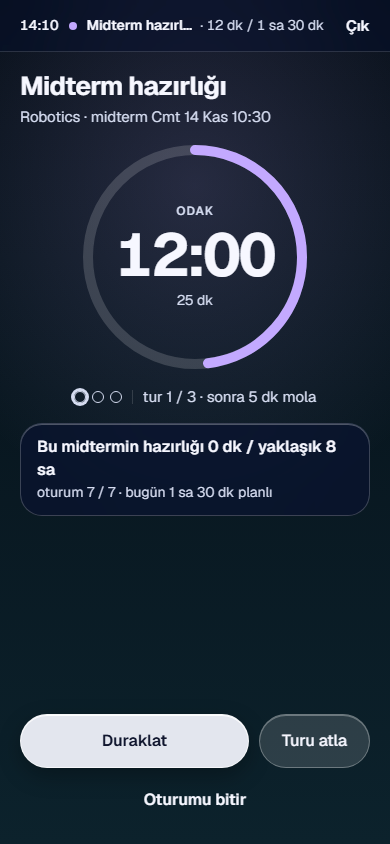 14:10 Midterm hazırl... · 12 dk / 1 sa 30 dk Çık
Midterm hazırlığı
Robotics · midterm Cmt 14 Kas 10:30
ODAK
12:00
25 dk
tur 1 / 3 · sonra 5 dk mola
Bu midtermin hazırlığı 0 dk / yaklaşık 8
sa
oturum 7 / 7 · bugün 1 sa 30 dk planlı
Duraklat Turu atla
Oturumu bitir